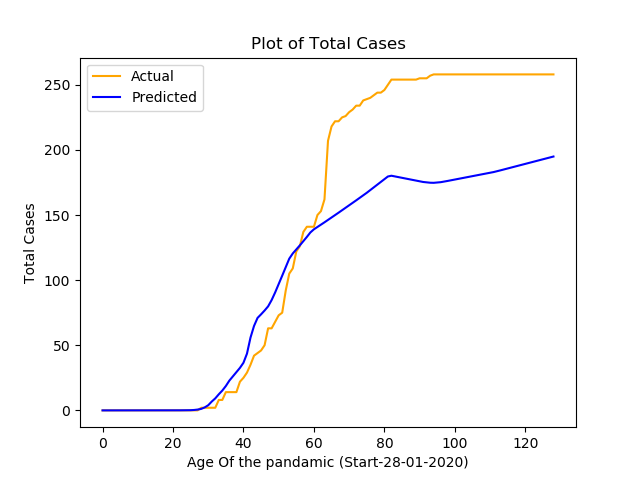 Plot of Total Cases
Actual
Predicted
250
200
150
100
50
0
Total Cases
0 20 40 60 80 100 120
Age Of the pandamic (Start-28-01-2020)